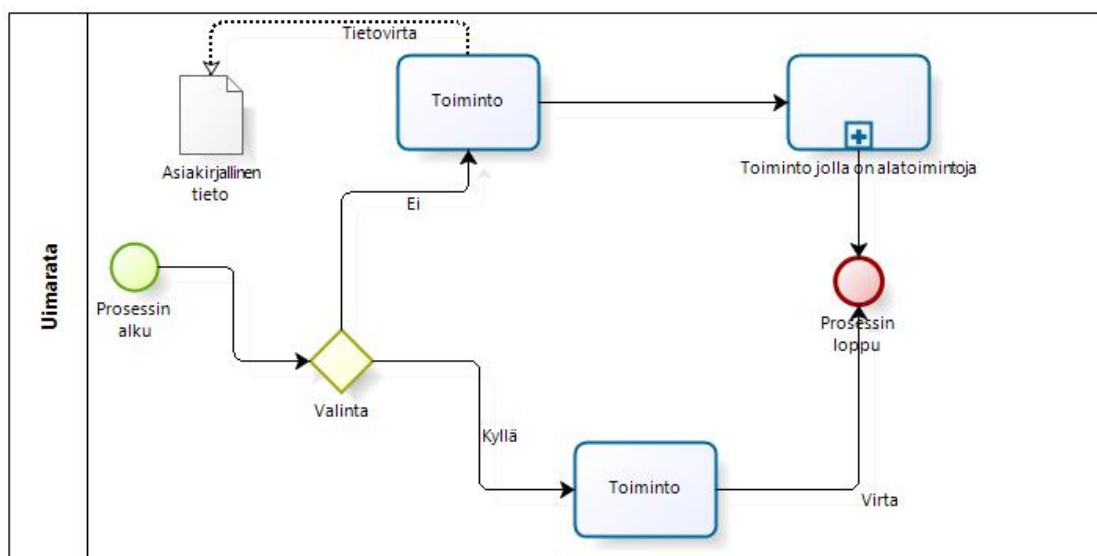 Uimarata
Tietovirta
Toiminto
Asiakirjallinen
tieto
Toiminto jolla on alatoimintoja
Ei
Prosessin
alku
Valinta
Prosessin
loppu
Kyllä
Toiminto
Virta